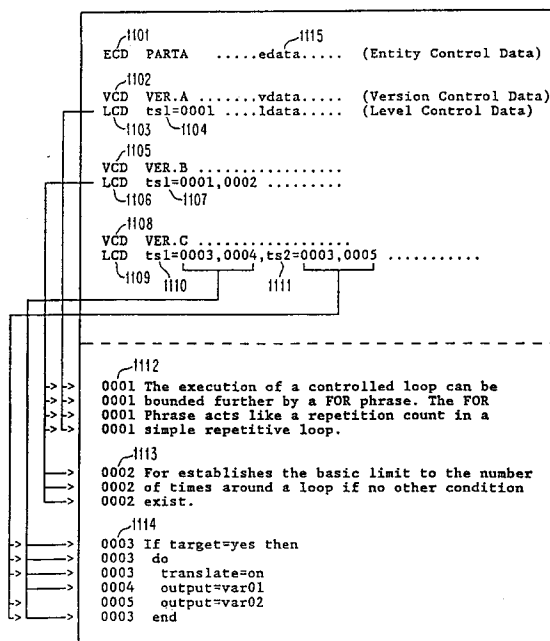 1101 1115
ECD PARTA .....edata..... (Entity Control Data)
1102
VCD VER.A .......vdata..... (Version Control Data)
LCD ts1=0001 ....ldata..... (Level Control Data)
1103 1104
1105
VCD VER.B ..................
LCD ts1=0001,0002 .........
1106 1107
1108
VCD VER.C ...................
LCD ts1=0003,0004,ts2=0003,0005 ...........
1109 1110 1111
1112
0001 The execution of a controlled loop can be
0001 bounded further by a FOR phrase. The FOR
0001 Phrase acts like a repetition count in a
0001 simple repetitive loop.
1113
0002 For establishes the basic limit to the number
0002 of times around a loop if no other condition
0002 exist.
1114
0003 If target=yes then
0003 do
0003 translate=on
0004 output=var01
0005 output=var02
0003 end